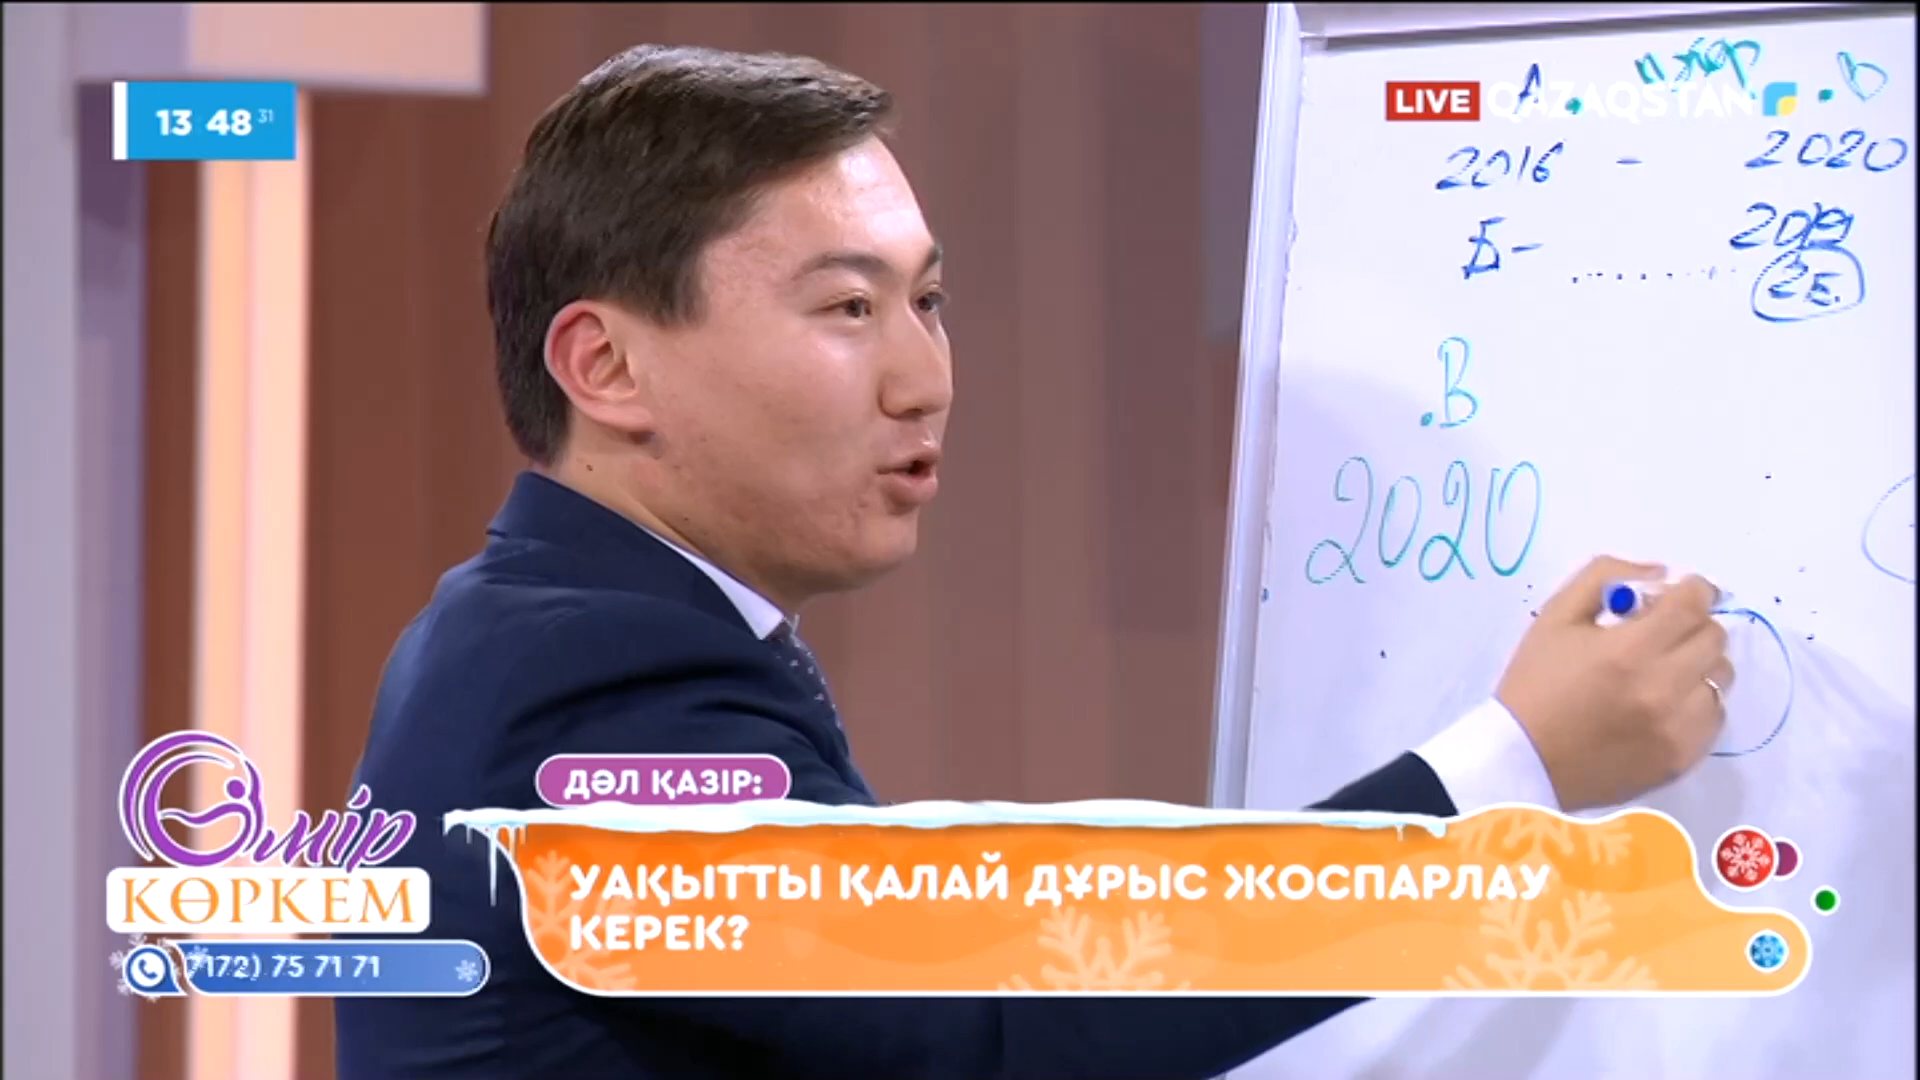 13 48 31
LIVE QAZAQSTAN
А. .В
2016 - 2020
Б- 2019
.В
2020
ДӘЛ ҚАЗІР:
Өмір
КӨРКЕМ
УАҚЫТТЫ ҚАЛАЙ ДҰРЫС ЖОСПАРЛАУ
КЕРЕК?
7172) 75 71 71